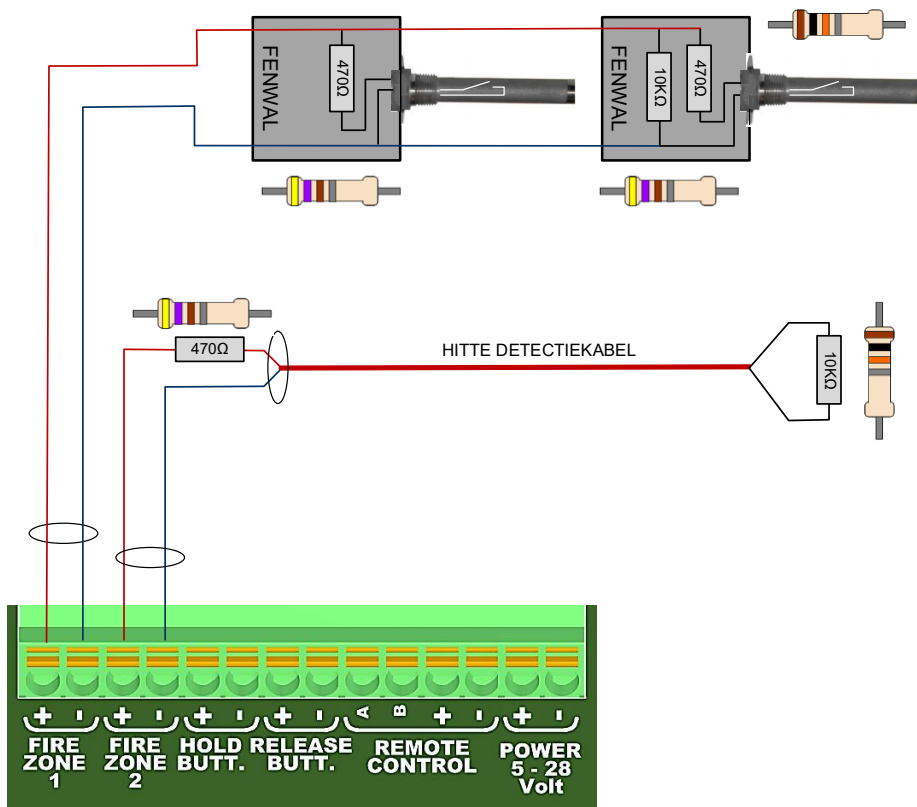 FENWAL
470Ω
FENWAL
10KΩ
470Ω
470Ω
HITTE DETECTIEKABEL
10KΩ
+ - + - + - + - A B + - + -
FIRE ZONE 1
FIRE ZONE 2
HOLD BUTT.
RELEASE BUTT.
REMOTE CONTROL
POWER 5 - 28 Volt